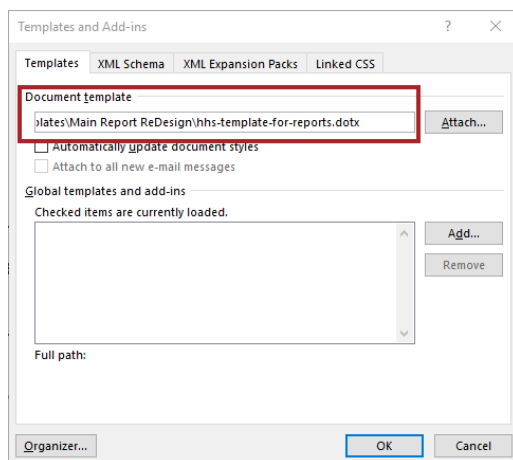 Templates and Add-ins ? ×
Templates XML Schema XML Expansion Packs Linked CSS
Document template
plates\Main Report ReDesign\hhs-template-for-reports.dotx Attach...
Automatically update document styles
Attach to all new e-mail messages
Global templates and add-ins
Checked items are currently loaded.
Add...
Remove
Full path:
Organizer... OK Cancel